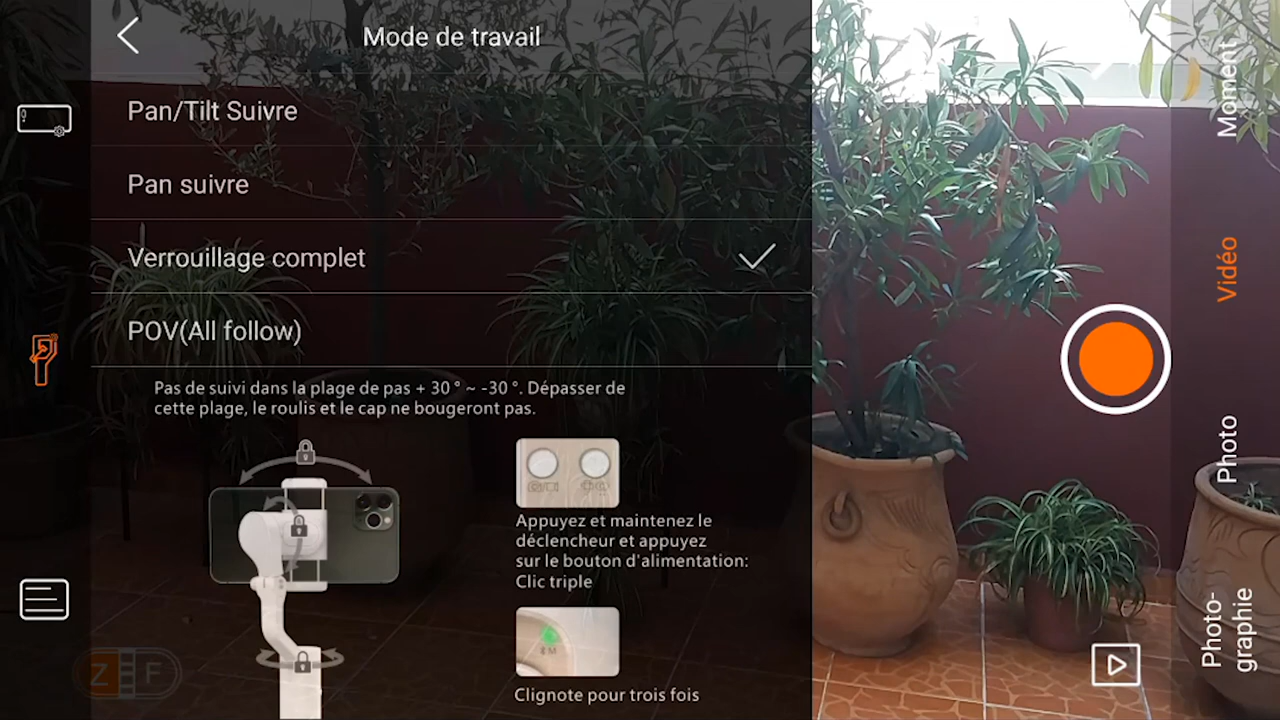 Mode de travail
Pan/Tilt Suivre
Pan suivre
Verrouillage complet
POV(All follow)
Pas de suivi dans la plage de pas + 30 ° ~ -30 °. Dépasser de
cette plage, le roulis et le cap ne bougeront pas.
Appuyez et maintenez le
déclencheur et appuyez
sur le bouton d'alimentation:
Clic triple
M
Clignote pour trois fois
Z F
Moment
Vidéo
Photo
Photo-
graphie